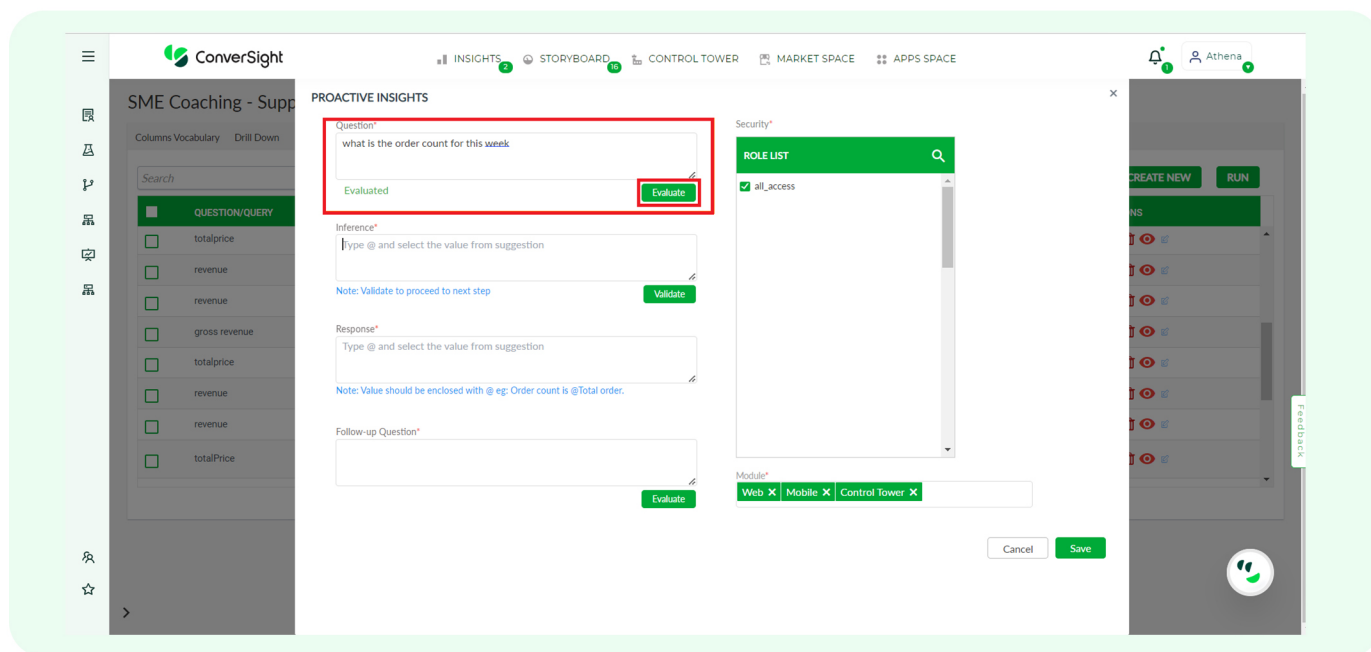 ConverSight
INSIGHTS 2
STORYBOARD 16
CONTROL TOWER
MARKET SPACE
APPS SPACE
1
Athena
SME Coaching - Supp
Columns Vocabulary Drill Down
Search
CREATE NEW RUN
QUESTION/QUERY
NS
totalprice
revenue
revenue
gross revenue
totalprice
revenue
revenue
totalPrice
PROACTIVE INSIGHTS
×
Question*
what is the order count for this week
Evaluated
Evaluate
Inference*
Type @ and select the value from suggestion
Note: Validate to proceed to next step
Validate
Response*
Type @ and select the value from suggestion
Note: Value should be enclosed with @ eg: Order count is @Total order.
Follow-up Question*
Evaluate
Security*
ROLE LIST
all_access
Module*
Web ✕ Mobile ✕ Control Tower ✕
Cancel Save
Feedback